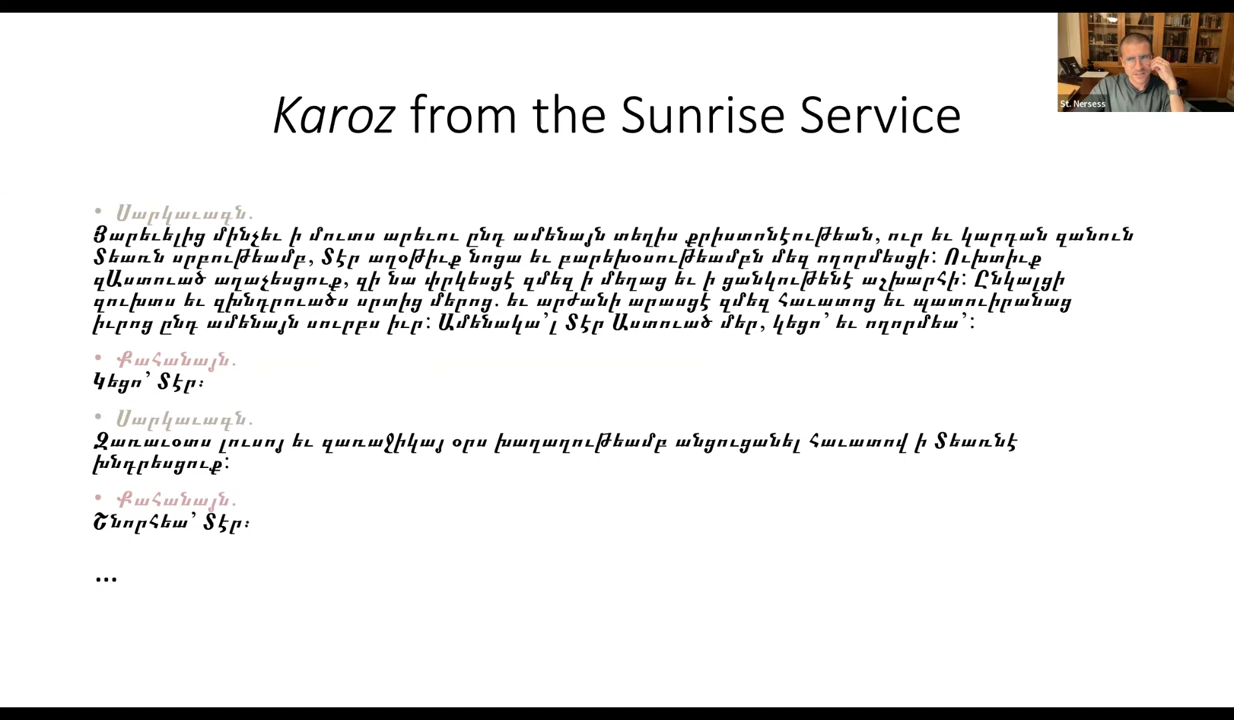 St. Nersess
Karoz from the Sunrise Service
• Սարկաւագն.
Յարեւելից մինչեւ ի մուտս արեւու ընդ ամենայն տեղիս քրիստոնէութեան, ուր եւ կարդան զանուն
Տեառն սրբութեամբ, Տէր աղօթիւք նոցա եւ բարեխօսութեամբն մեզ ողորմեսցի: Ուխտիւք
զԱստուած աղաչեսցուք, զի նա փրկեսցէ զմեզ ի մեղաց եւ ի ցանկութենէ աշխարհի: Ընկալցի
զուխտս եւ զխնդրուածս սրտից մերոց. եւ արժանի արասցէ զմեզ հաւատոց եւ պատուիրանաց
իւրոց ընդ ամենայն սուրբս իւր: Ամենակա՛լ Տէր Աստուած մեր, կեցո՛ եւ ողորմեա՛:
• Քահանայն.
Կեցո՛ Տէր:
• Սարկաւագն.
Զառաւօտս լուսոյ եւ զառաջիկայ օրս խաղաղութեամբ անցուցանել հաւատով ի Տեառնէ
խնդրեսցուք:
• Քահանայն.
Շնորհեա՛ Տէր:
...